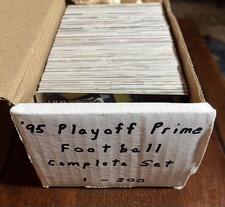 '95 Playoff Prime
Football
Complete Set
1 - 200